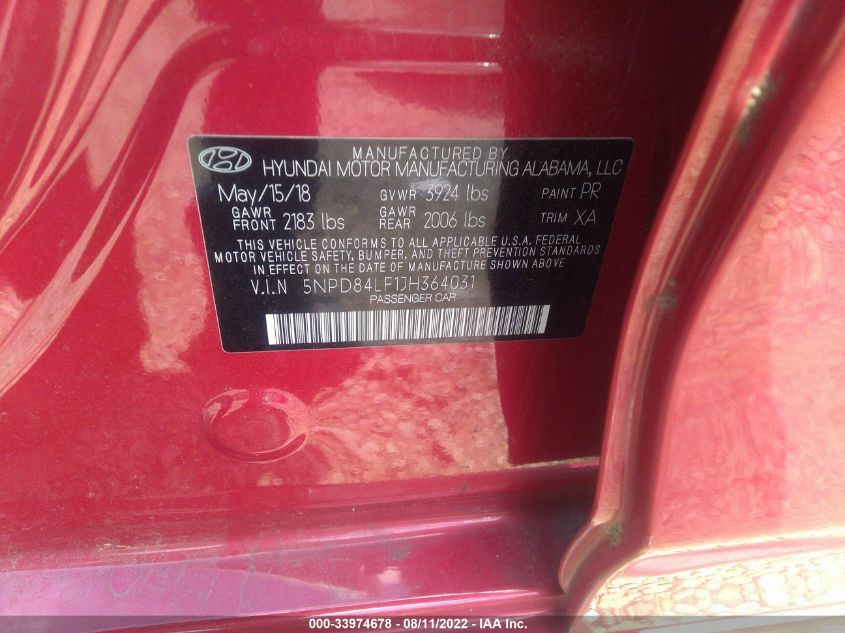 MANUFACTURED BY
HYUNDAI MOTOR MANUFACTURING ALABAMA, LLC
May/15/18 GVWR 3924 lbs PAINT PR
GAWR FRONT 2183 lbs GAWR REAR 2006 lbs TRIM XA
THIS VEHICLE CONFORMS TO ALL APPLICABLE U.S.A. FEDERAL
MOTOR VEHICLE SAFETY, BUMPER, AND THEFT PREVENTION STANDARDS
IN EFFECT ON THE DATE OF MANUFACTURE SHOWN ABOVE
V.I.N 5NPD84LF1JH364031
PASSENGER CAR
000-33974678 - 08/11/2022 - IAA Inc.